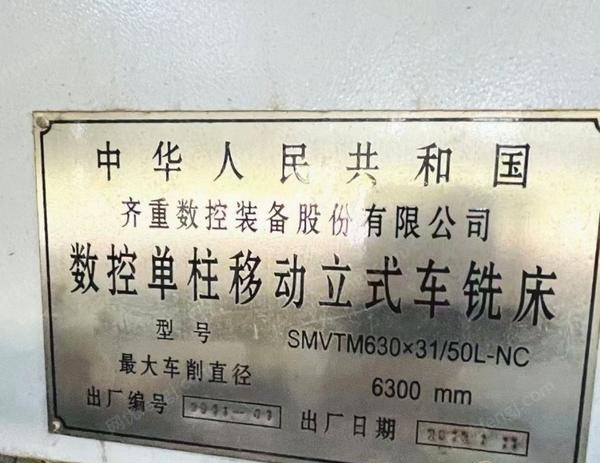 中华人民共和国
齐重数控装备股份有限公司
数控单柱移动立式车铣床
型号 SMVTM630×31/50L-NC
最大车削直径 6300 mm
出厂编号 出厂日期